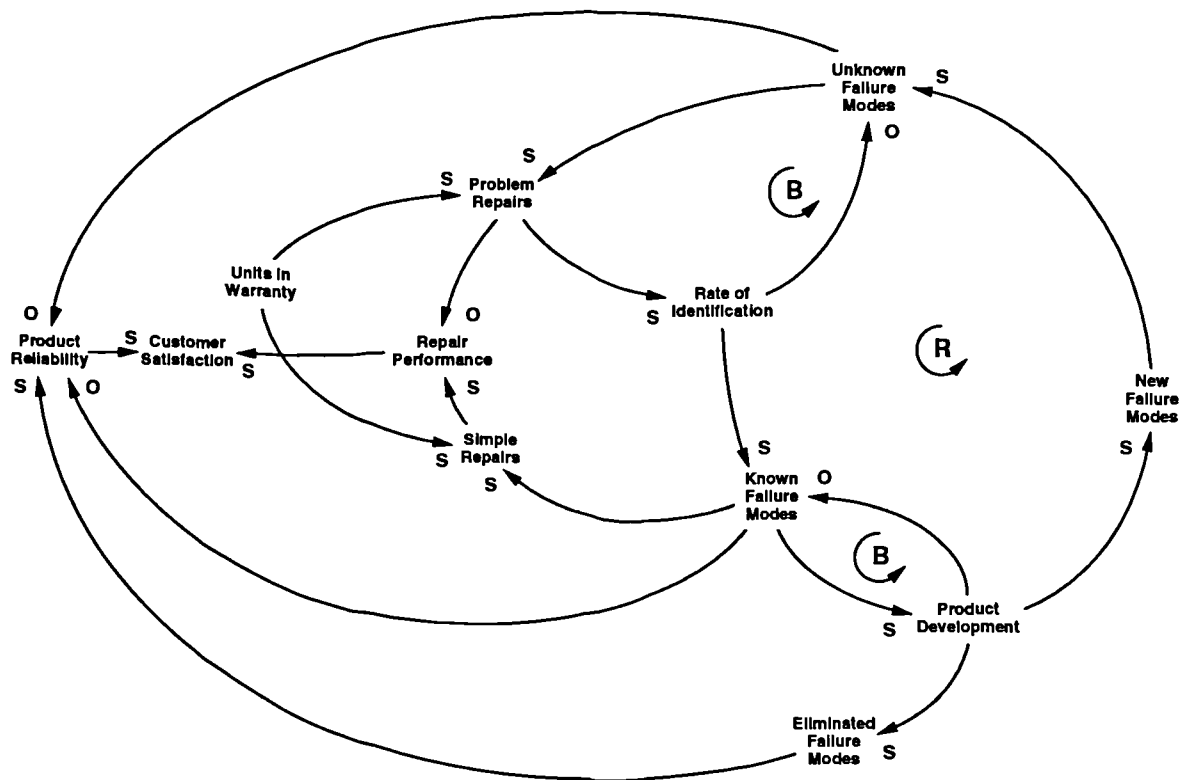 Unknown
Failure
Modes
S
O
S
S
Problem
Repairs
B
Units in
Warranty
Rate of
Identification
S
O
O
Product
Reliability
S
Customer
Satisfaction
S
Repair
Performance
R
S
O
S
New
Failure
Modes
S
Simple
Repairs
S
S
S
Known
Failure
Modes
O
B
Product
Development
S
Eliminated
Failure
Modes
S